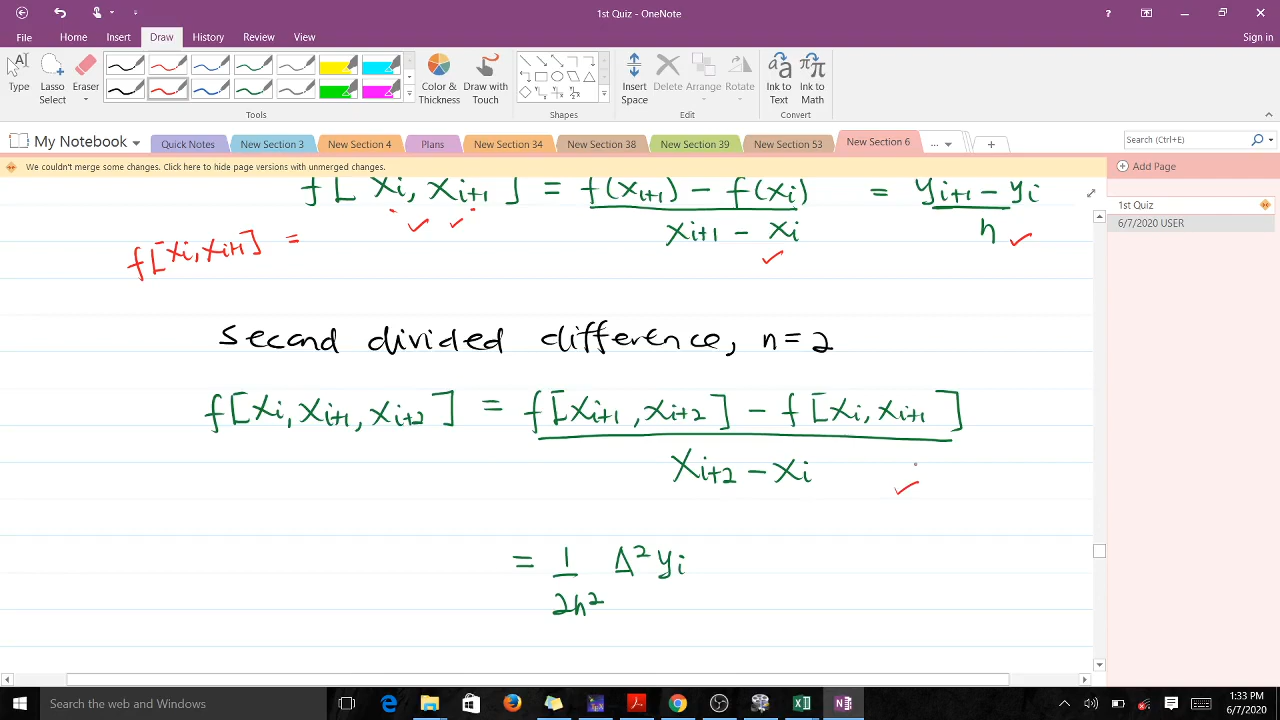 1st Quiz - OneNote
File Home Insert Draw History Review View Sign in
Type Lasso Select Eraser Color & Thickness Draw with Touch Insert Space Delete Arrange Rotate Ink to Text Ink to Math
Tools Shapes Edit Convert
My Notebook Quick Notes New Section 3 New Section 4 Plans New Section 34 New Section 38 New Section 39 New Section 53 New Section 6 ... Search (Ctrl+E)
We couldn't merge some changes. Click here to hide page versions with unmerged changes.
Add Page
1st Quiz
6/7/2020 USER
f[xi, xi+1] = f(xi+1) - f(xi) / xi+1 - xi = yi+1 - yi / h
f[xi, xi+1] =
Second divided difference, n=2
f[xi, xi+1, xi+2] = f[xi+1, xi+2] - f[xi, xi+1] / xi+2 - xi
= 1/2h² Δ²yi
Search the web and Windows
1:33 PM
6/7/2020